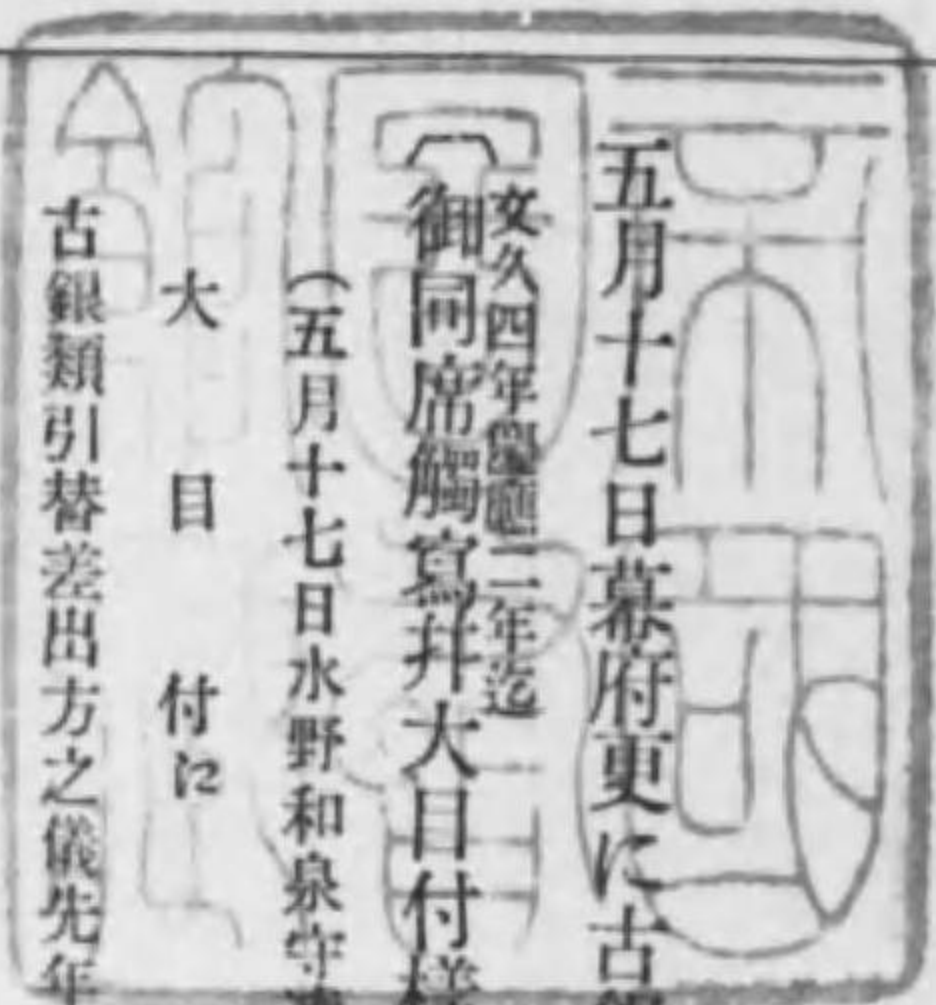 五月十七日幕府更に古銀
文久四年慶應二年迄
御同席觸寫幷大目付様
(五月十七日水野和泉守
大目付に
古銀類引替差出方之儀先年